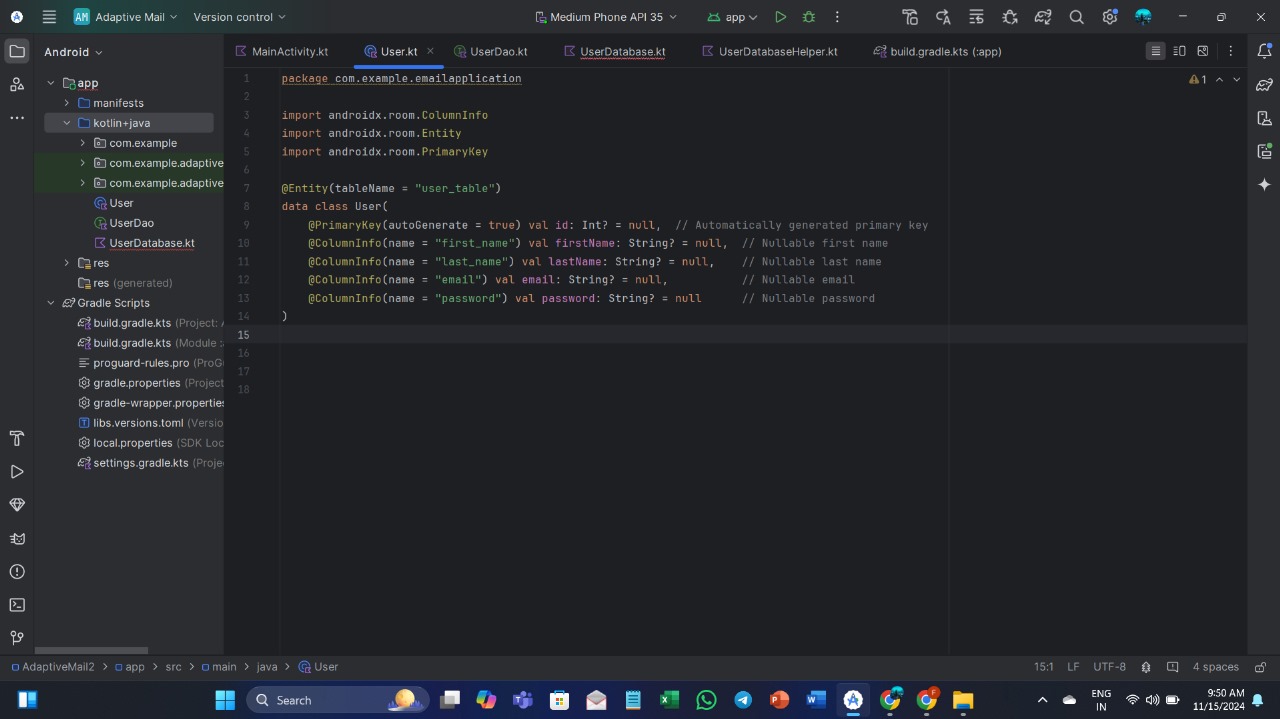 AM Adaptive Mail Version control Medium Phone API 35 app
Android
MainActivity.kt User.kt UserDao.kt UserDatabase.kt UserDatabaseHelper.kt build.gradle.kts (:app)
app
manifests
kotlin+java
com.example
com.example.adaptive
com.example.adaptive
User
UserDao
UserDatabase.kt
res
res (generated)
Gradle Scripts
build.gradle.kts (Project: A
build.gradle.kts (Module :a
proguard-rules.pro (ProG
gradle.properties (Project
gradle-wrapper.properties
libs.versions.toml (Versio
local.properties (SDK Loc
settings.gradle.kts (Proje
1 package com.example.emailapplication
1
2
3 import androidx.room.ColumnInfo
4 import androidx.room.Entity
5 import androidx.room.PrimaryKey
6
7 @Entity(tableName = "user_table")
8 data class User(
9 @PrimaryKey(autoGenerate = true) val id: Int? = null, // Automatically generated primary key
10 @ColumnInfo(name = "first_name") val firstName: String? = null, // Nullable first name
11 @ColumnInfo(name = "last_name") val lastName: String? = null, // Nullable last name
12 @ColumnInfo(name = "email") val email: String? = null, // Nullable email
13 @ColumnInfo(name = "password") val password: String? = null // Nullable password
14 )
15
16
17
18
AdaptiveMail2 > app > src > main > java > User 15:1 LF UTF-8 4 spaces
Search
ENG
IN
9:50 AM
11/15/2024